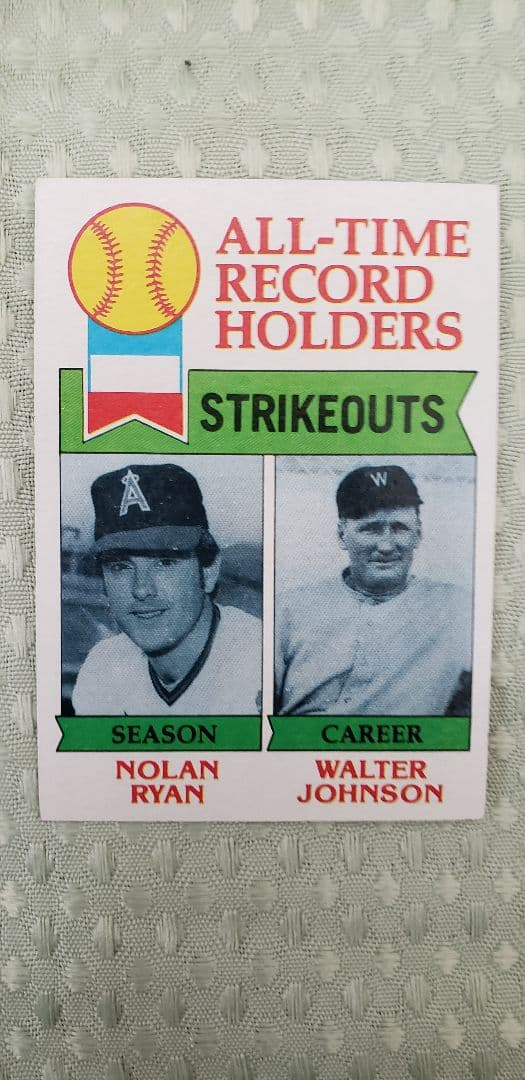 ALL-TIME
RECORD
HOLDERS
STRIKEOUTS
A
W
SEASON
CAREER
NOLAN
RYAN
WALTER
JOHNSON